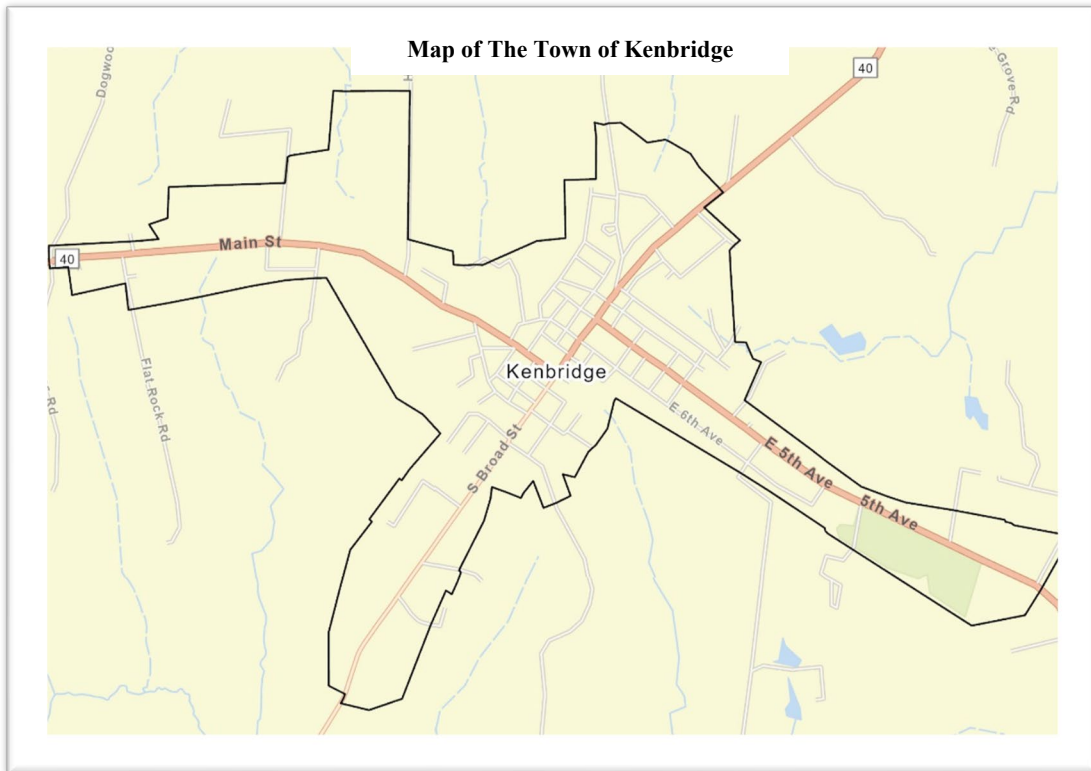 Map of The Town of Kenbridge
40
Main St
40
Kenbridge
S Broad St
E 6th Ave
E 5th Ave
5th Ave
Flat Rock Rd
Rd
Grove Rd
Dogwoo